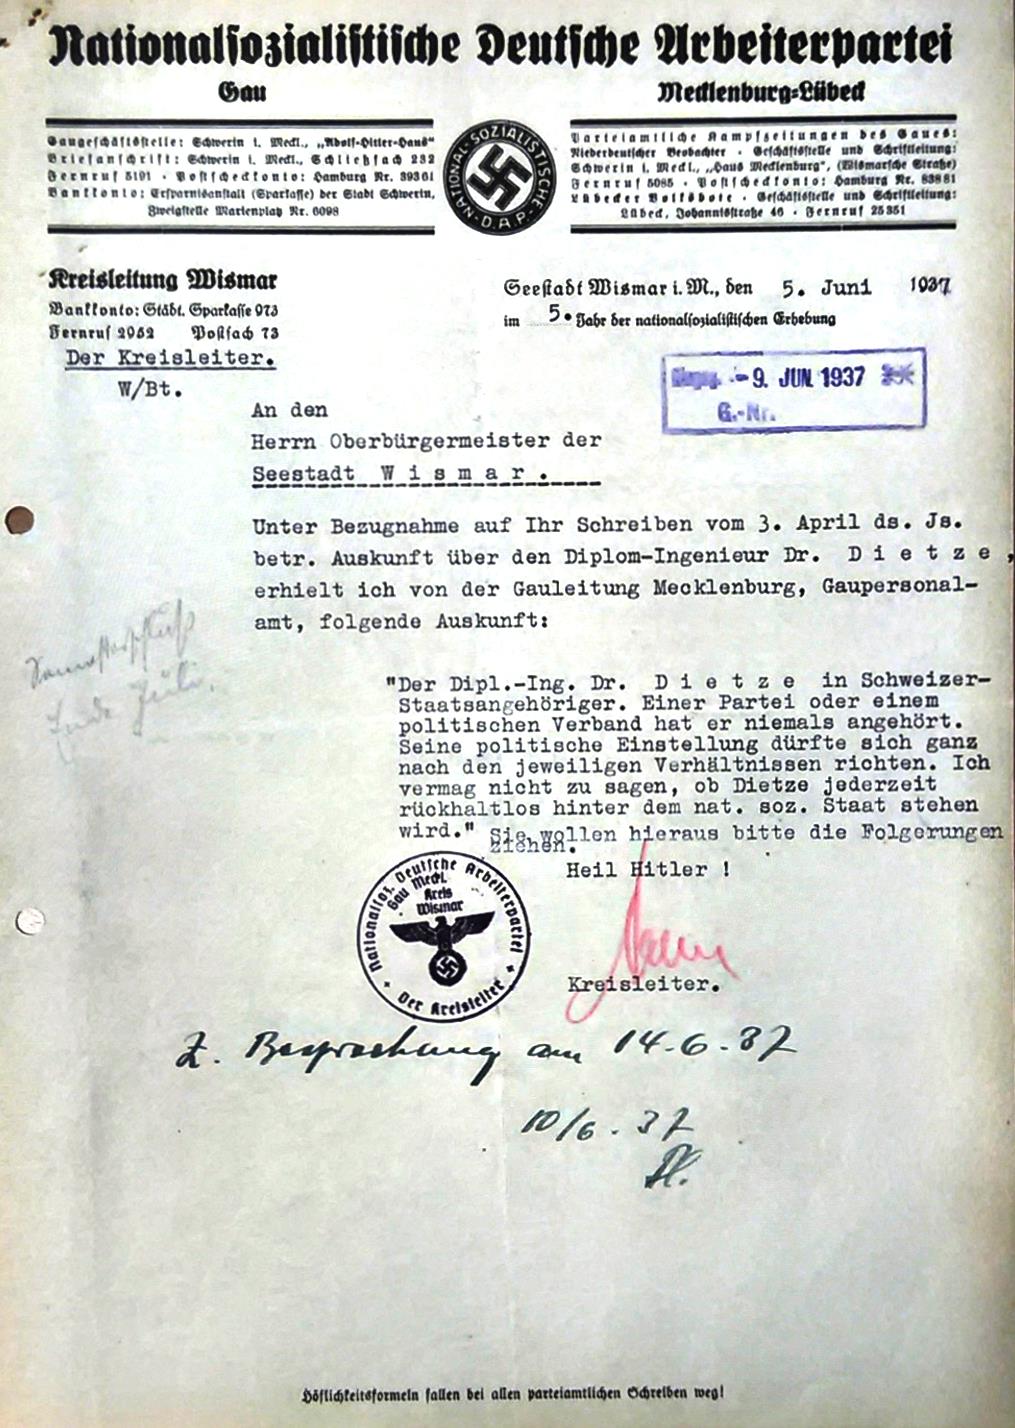 Nationalsozialistische Deutsche Arbeiterpartei
Gau Mecklenburg-Lübeck
Gaugeschäftsstelle: Schwerin i. Meckl., „Adolf-Hitler-Haus“
Briefanschrift: Schwerin i. Meckl., Schließfach 232
Fernruf 5191 · Postscheckkonto: Hamburg Nr. 39361
Bankkonto: Ersparnisanstalt (Sparkasse) der Stadt Schwerin,
Zweigstelle Marienplatz Nr. 6098
NATIONAL-SOZIALISTISCHE
N.S.D.A.P.
Parteiamtliche Kampfzeitungen des Gaues:
Niederdeutscher Beobachter · Geschäftsstelle und Schriftleitung:
Schwerin i. Meckl., „Haus Mecklenburg“, (Wismarsche Straße)
Fernruf 5085 · Postscheckkonto: Hamburg Nr. 83881
Lübecker Volksbote · Geschäftsstelle und Schriftleitung:
Lübeck, Johannisstraße 46 · Fernruf 25351
Kreisleitung Wismar
Bankkonto: Städt. Sparkasse 973
Fernruf 2952 Postfach 73
Der Kreisleiter.
W/Bt.
Seestadt Wismar i. M., den 5. Juni 1937
im 5. Jahr der nationalsozialistischen Erhebung
-9. JUN. 1937
G.-Nr.
An den
Herrn Oberbürgermeister der
Seestadt W i s m a r .
Unter Bezugnahme auf Ihr Schreiben vom 3. April ds. Js.
betr. Auskunft über den Diplom-Ingenieur Dr. D i e t z e ,
erhielt ich von der Gauleitung Mecklenburg, Gaupersonal-
amt, folgende Auskunft:
Semesterschluß
Ende Juli.
"Der Dipl.-Ing. Dr. D i e t z e in Schweizer-
Staatsangehöriger. Einer Partei oder einem
politischen Verband hat er niemals angehört.
Seine politische Einstellung dürfte sich ganz
nach den jeweiligen Verhältnissen richten. Ich
vermag nicht zu sagen, ob Dietze jederzeit
rückhaltlos hinter dem nat. soz. Staat stehen
wird." Sie wollen hieraus bitte die Folgerungen
ziehen.
Heil Hitler !
Nationalsoz. Deutsche Arbeiterpartei
Gau Meckl.
Kreis
Wismar
Der Kreisleiter
Kreisleiter.
Z. Besprechung am 14.6.37
10/6.37
Höflichkeitsformeln fallen bei allen parteiamtlichen Schreiben weg!